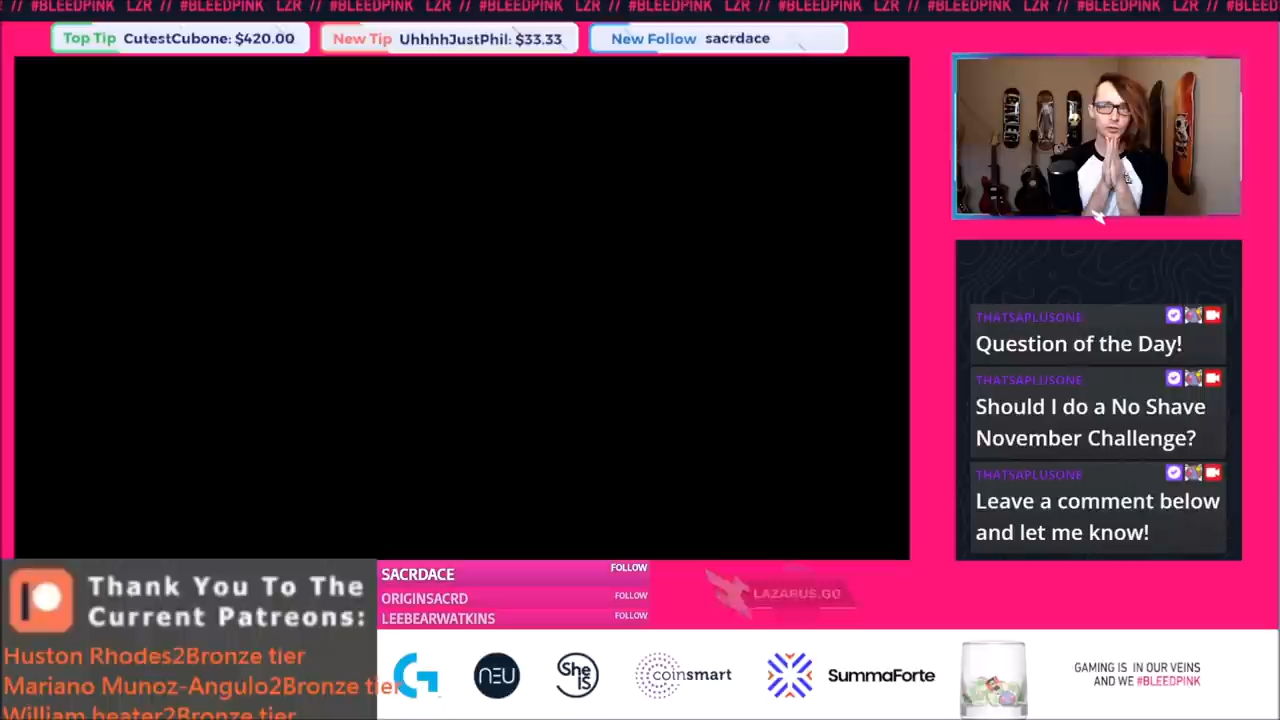 // #BLEEDPINK LZR // #BLEEDPINK LZR // #BLEEDPINK LZR // #BLEEDPINK LZR // #BLEEDPINK LZR // #BLEEDPINK LZR // #BLEEDPINK LZR // #BLEEDPINK LZR // #BLEED
Top Tip CutestCubone: $420.00
New Tip UhhhhJustPhil: $33.33
New Follow sacrdace
THATSAPLUSONE
Question of the Day!
THATSAPLUSONE
Should I do a No Shave
November Challenge?
THATSAPLUSONE
Leave a comment below
and let me know!
Thank You To The
Current Patreons:
Huston Rhodes2Bronze tier
Mariano Munoz-Angulo2Bronze tier
William heater2Bronze tier
SACRDACE FOLLOW
ORIGINSACRD FOLLOW
LEEBEARWATKINS FOLLOW
LAZARUS.GG
G
NEU
She IS
coinsmart
SummaForte
GAMING IS IN OUR VEINS
AND WE #BLEEDPINK